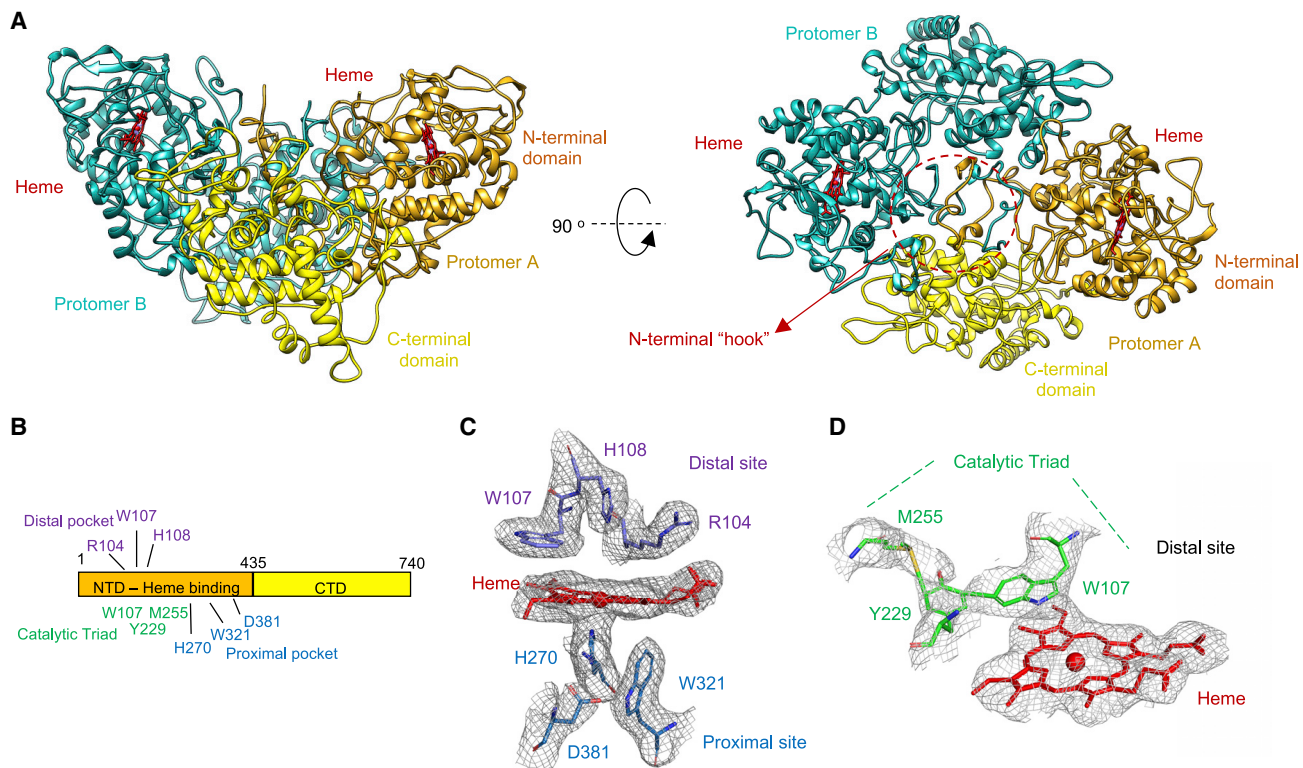 A
Heme
Heme
N-terminal
domain
Protomer A
Protomer B
C-terminal
domain
90 o
Protomer B
Heme
Heme
N-terminal
domain
N-terminal “hook”
Protomer A
C-terminal
domain
B
Distal pocket
W107
R104
H108
1
435
740
NTD – Heme binding
CTD
Catalytic Triad
W107
M255
Y229
H270
W321
D381
Proximal pocket
C
H108
Distal site
W107
R104
Heme
H270
W321
D381
Proximal site
D
Catalytic Triad
M255
Distal site
Y229
W107
Heme